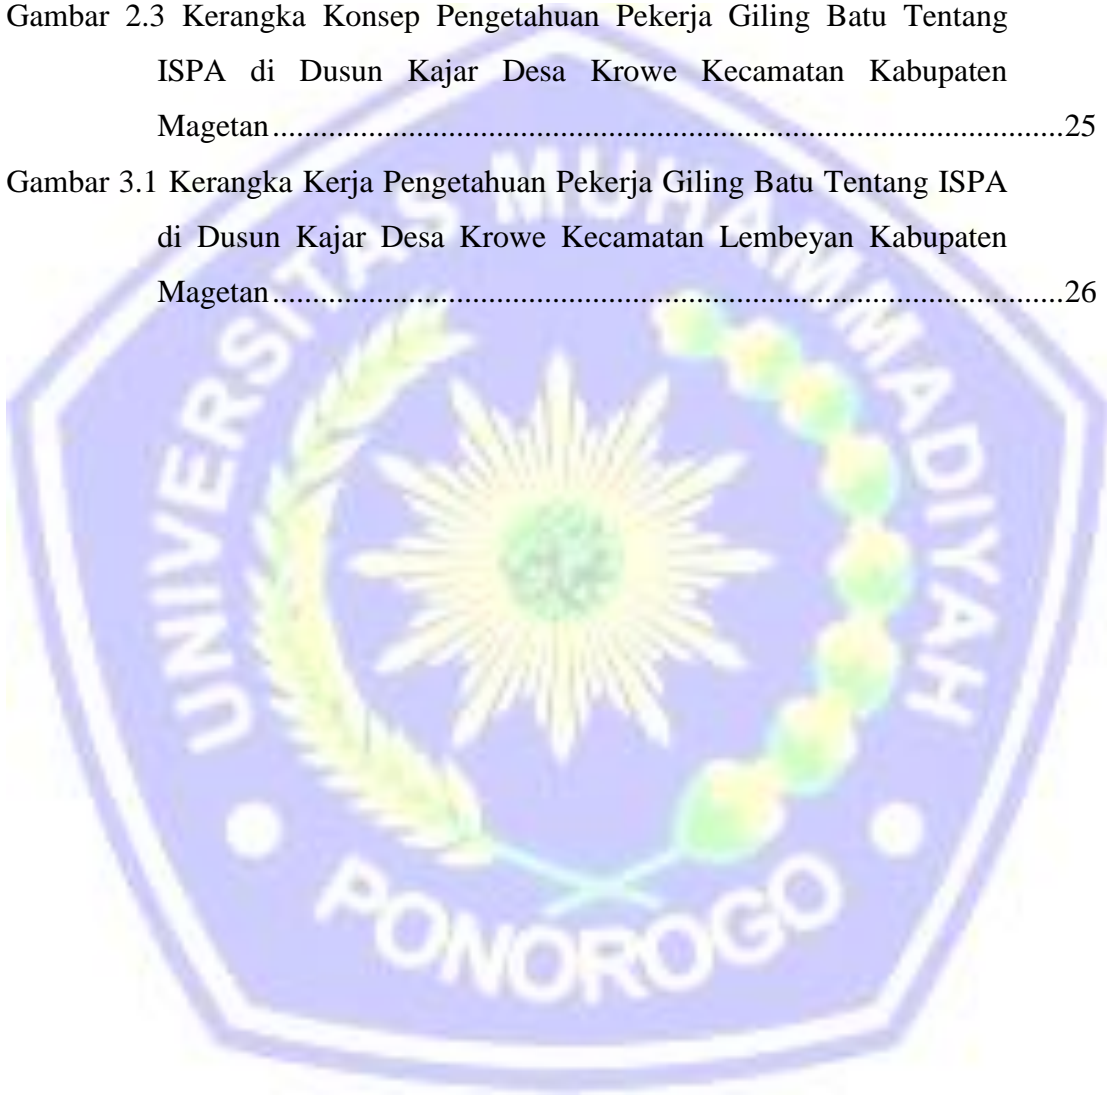 Gambar 2.3 Kerangka Konsep Pengetahuan Pekerja Giling Batu Tentang
ISPA di Dusun Kajar Desa Krowe Kecamatan Kabupaten
Magetan....................................................................................................25
Gambar 3.1 Kerangka Kerja Pengetahuan Pekerja Giling Batu Tentang ISPA
di Dusun Kajar Desa Krowe Kecamatan Lembeyan Kabupaten
Magetan....................................................................................................26
UNIVERSITAS MUHAMMADIYAH
PONOROGO